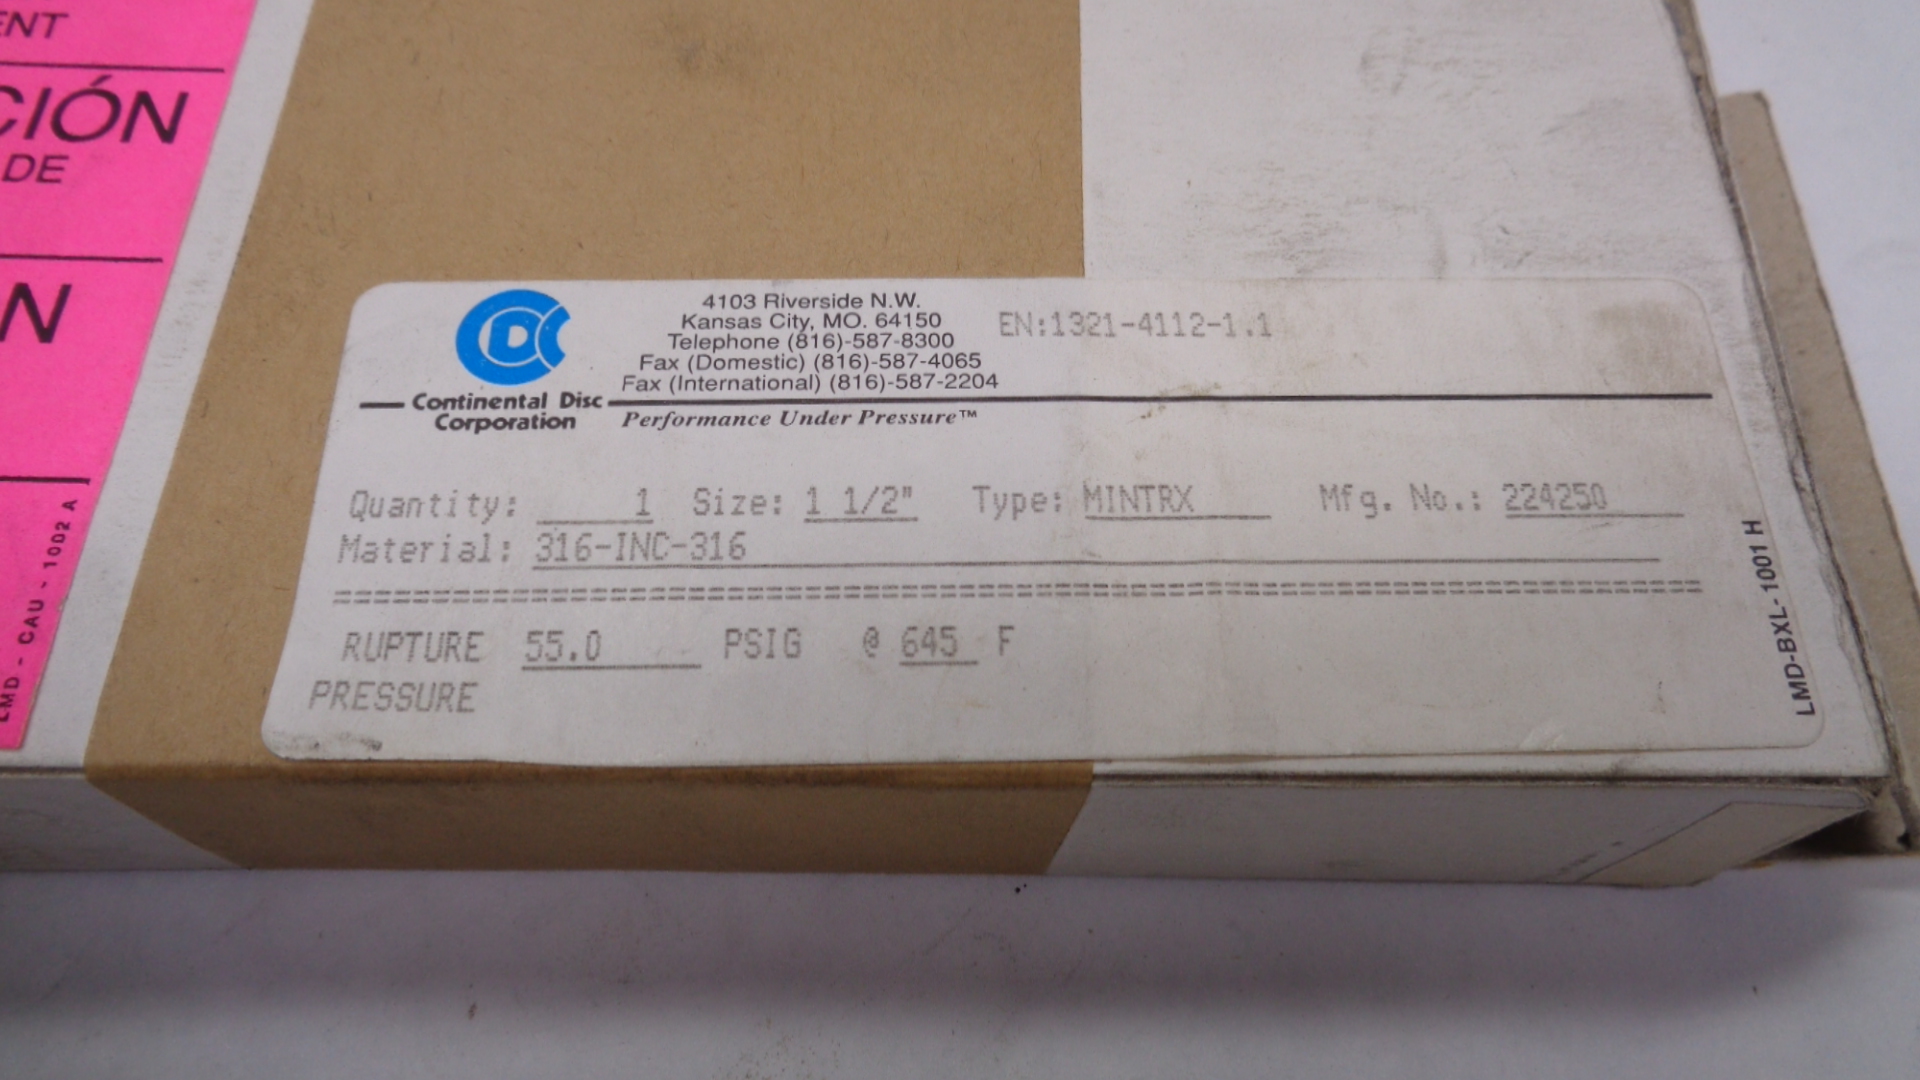 ENT
CIÓN
DE
N
LMD - CAU - 1002 A
CDC
4103 Riverside N.W.
Kansas City, MO. 64150
Telephone (816)-587-8300
Fax (Domestic) (816)-587-4065
Fax (International) (816)-587-2204
EN:1321-4112-1.1
Continental Disc
Corporation
Performance Under Pressure™
Quantity: 1 Size: 1 1/2" Type: MINTRX Mfg. No.: 224250
Material: 316-INC-316
RUPTURE 55.0 PSIG @ 645 F
PRESSURE
LMD-BXL-1001 H